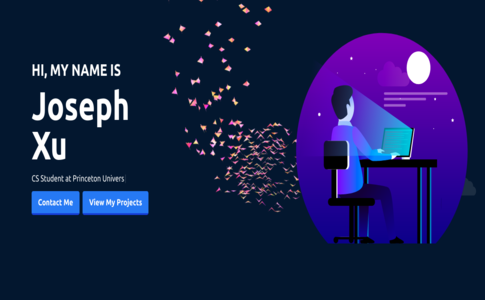 HI, MY NAME IS
Joseph
Xu
CS Student at Princeton Univers|
Contact Me
View My Projects